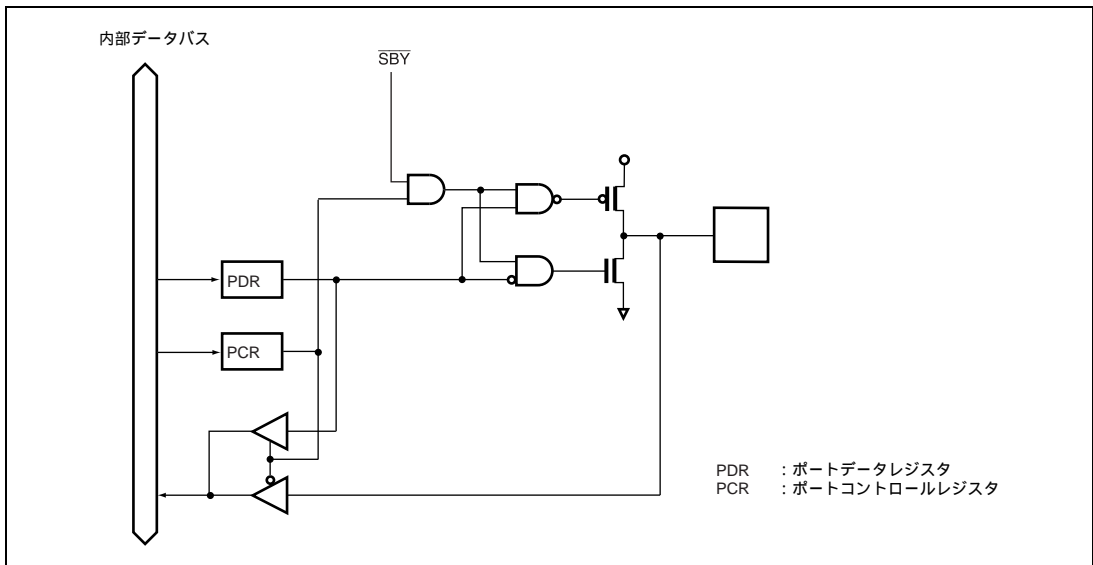 内部データバス
SBY
PDR
PCR
PDR : ポートデータレジスタ
PCR : ポートコントロールレジスタ